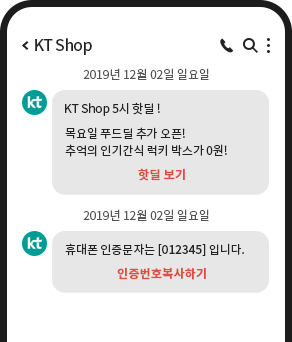 KT Shop
2019년 12월 02일 일요일
kt
KT Shop 5시 핫딜 !
목요일 푸드딜 추가 오픈!
추억의 인기간식 럭키 박스가 0원!
핫딜 보기
2019년 12월 02일 일요일
kt
휴대폰 인증문자는 [012345] 입니다.
인증번호복사하기